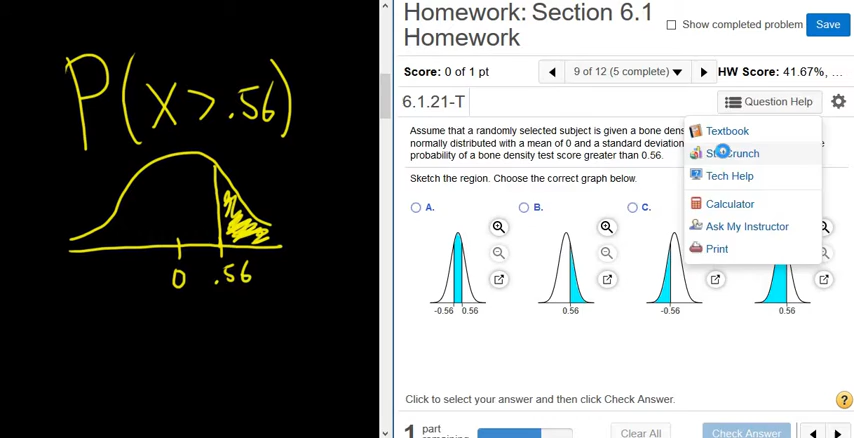 P(X > .56)
0 .56
Homework: Section 6.1
Homework
Show completed problem
Save
Score: 0 of 1 pt
9 of 12 (5 complete)
HW Score: 41.67%, ...
6.1.21-T
Question Help
Textbook
Tech Help
Calculator
Ask My Instructor
Print
Assume that a randomly selected subject is given a bone dens
normally distributed with a mean of 0 and a standard deviation
probability of a bone density test score greater than 0.56.
Sketch the region. Choose the correct graph below.
A.
B.
C.
-0.56 0.56
0.56
-0.56
0.56
Click to select your answer and then click Check Answer.
1 part
remaining
Clear All
Check Answer
?